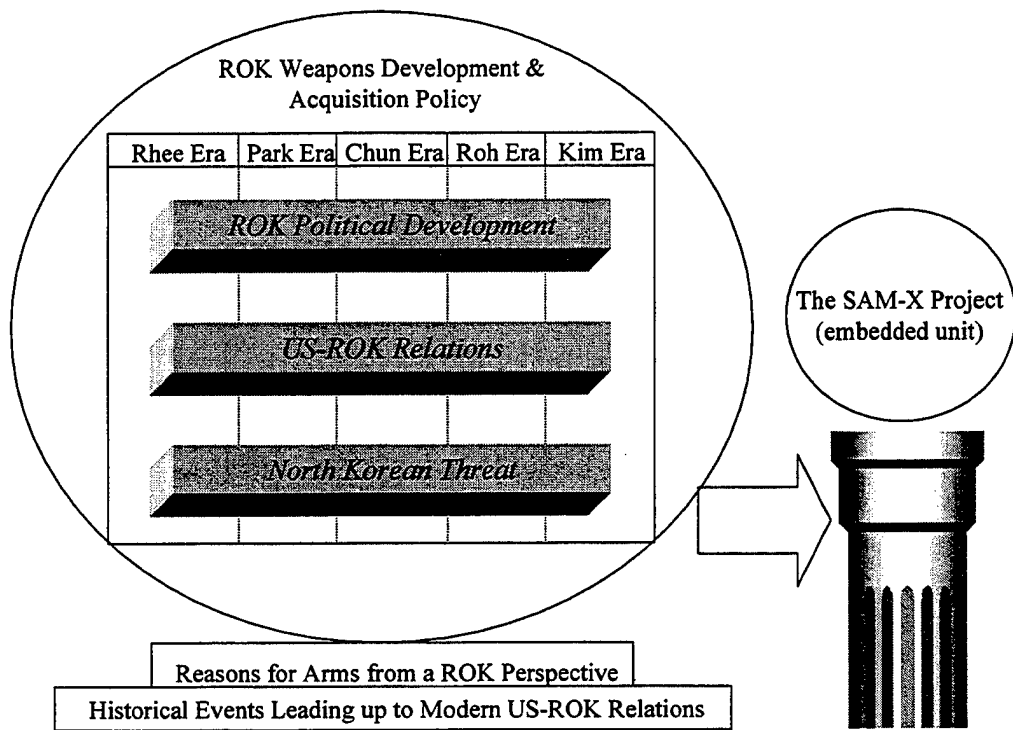 ROK Weapons Development &
Acquisition Policy
Rhee Era Park Era Chun Era Roh Era Kim Era
ROK Political Development
US-ROK Relations
North Korean Threat
The SAM-X Project
(embedded unit)
Reasons for Arms from a ROK Perspective
Historical Events Leading up to Modern US-ROK Relations